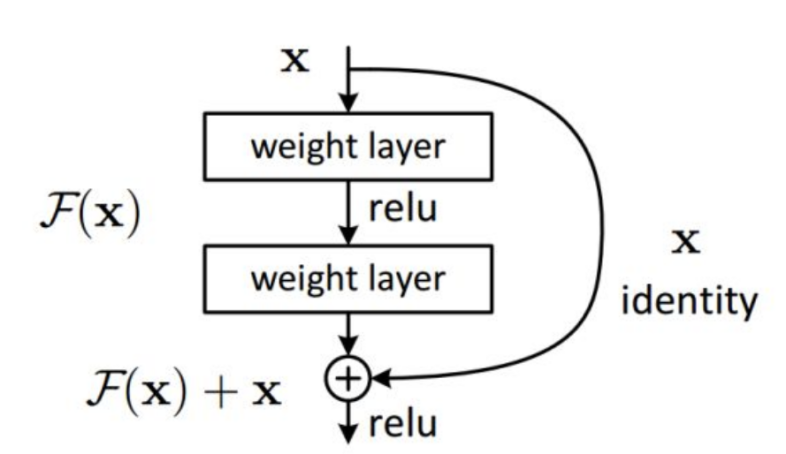 x
weight layer
relu
F(x)
weight layer
x
identity
F(x) + x
relu